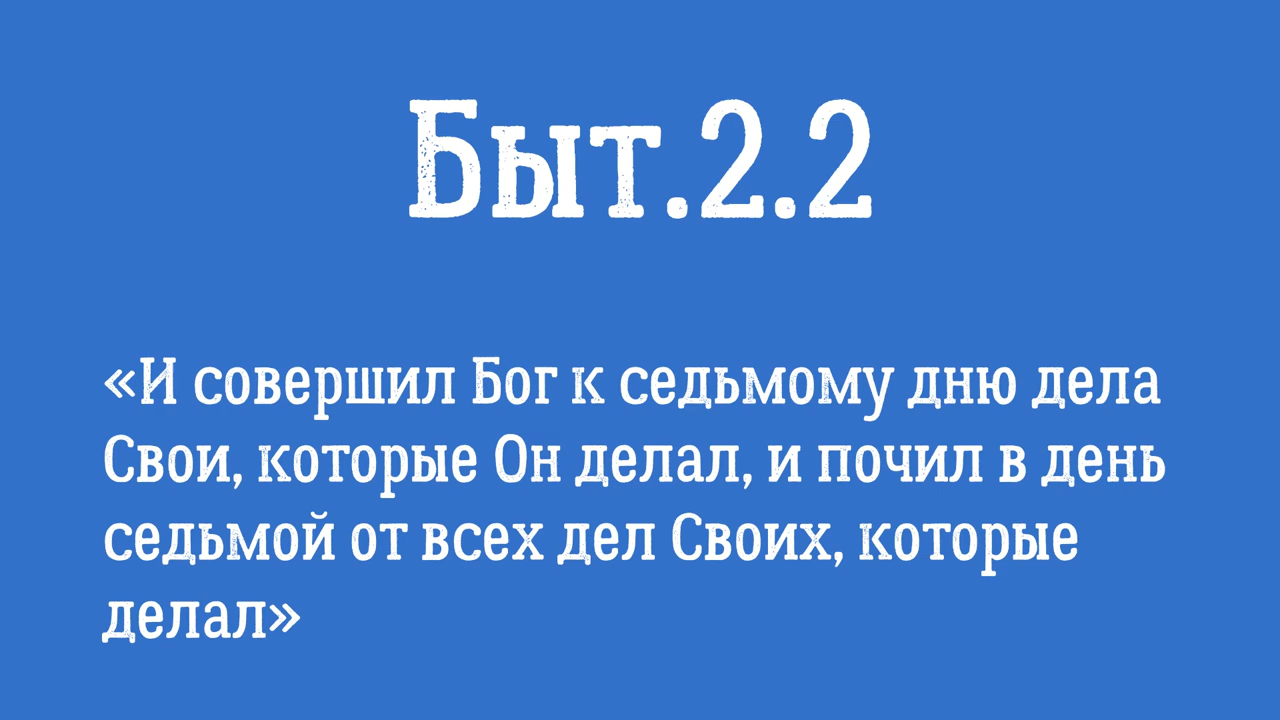 Быт.2.2
«И совершил Бог к седьмому дню дела
Свои, которые Он делал, и почил в день
седьмой от всех дел Своих, которые
делал»